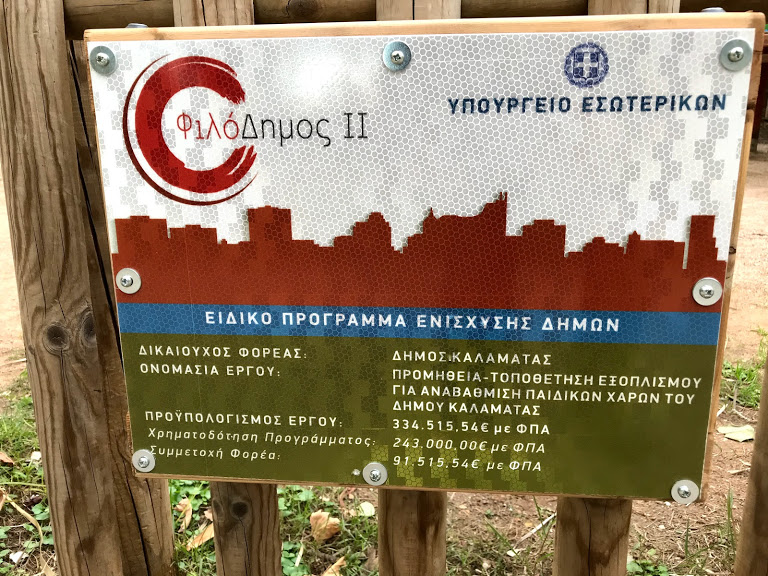 ΦιλόΔημος II
ΥΠΟΥΡΓΕΙΟ ΕΣΩΤΕΡΙΚΩΝ
ΕΙΔΙΚΟ ΠΡΟΓΡΑΜΜΑ ΕΝΙΣΧΥΣΗΣ ΔΗΜΩΝ
ΔΙΚΑΙΟΥΧΟΣ ΦΟΡΕΑΣ: ΔΗΜΟΣ ΚΑΛΑΜΑΤΑΣ
ΟΝΟΜΑΣΙΑ ΕΡΓΟΥ: ΠΡΟΜΗΘΕΙΑ-ΤΟΠΟΘΕΤΗΣΗ ΕΞΟΠΛΙΣΜΟΥ
ΓΙΑ ΑΝΑΒΑΘΜΙΣΗ ΠΑΙΔΙΚΩΝ ΧΑΡΩΝ ΤΟΥ
ΔΗΜΟΥ ΚΑΛΑΜΑΤΑΣ
ΠΡΟΫΠΟΛΟΓΙΣΜΟΣ ΕΡΓΟΥ: 334.515,54€ με ΦΠΑ
Χρηματοδότηση Προγράμματος: 243.000,00€ με ΦΠΑ
Συμμετοχή Φορέα: 91.515,54€ με ΦΠΑ